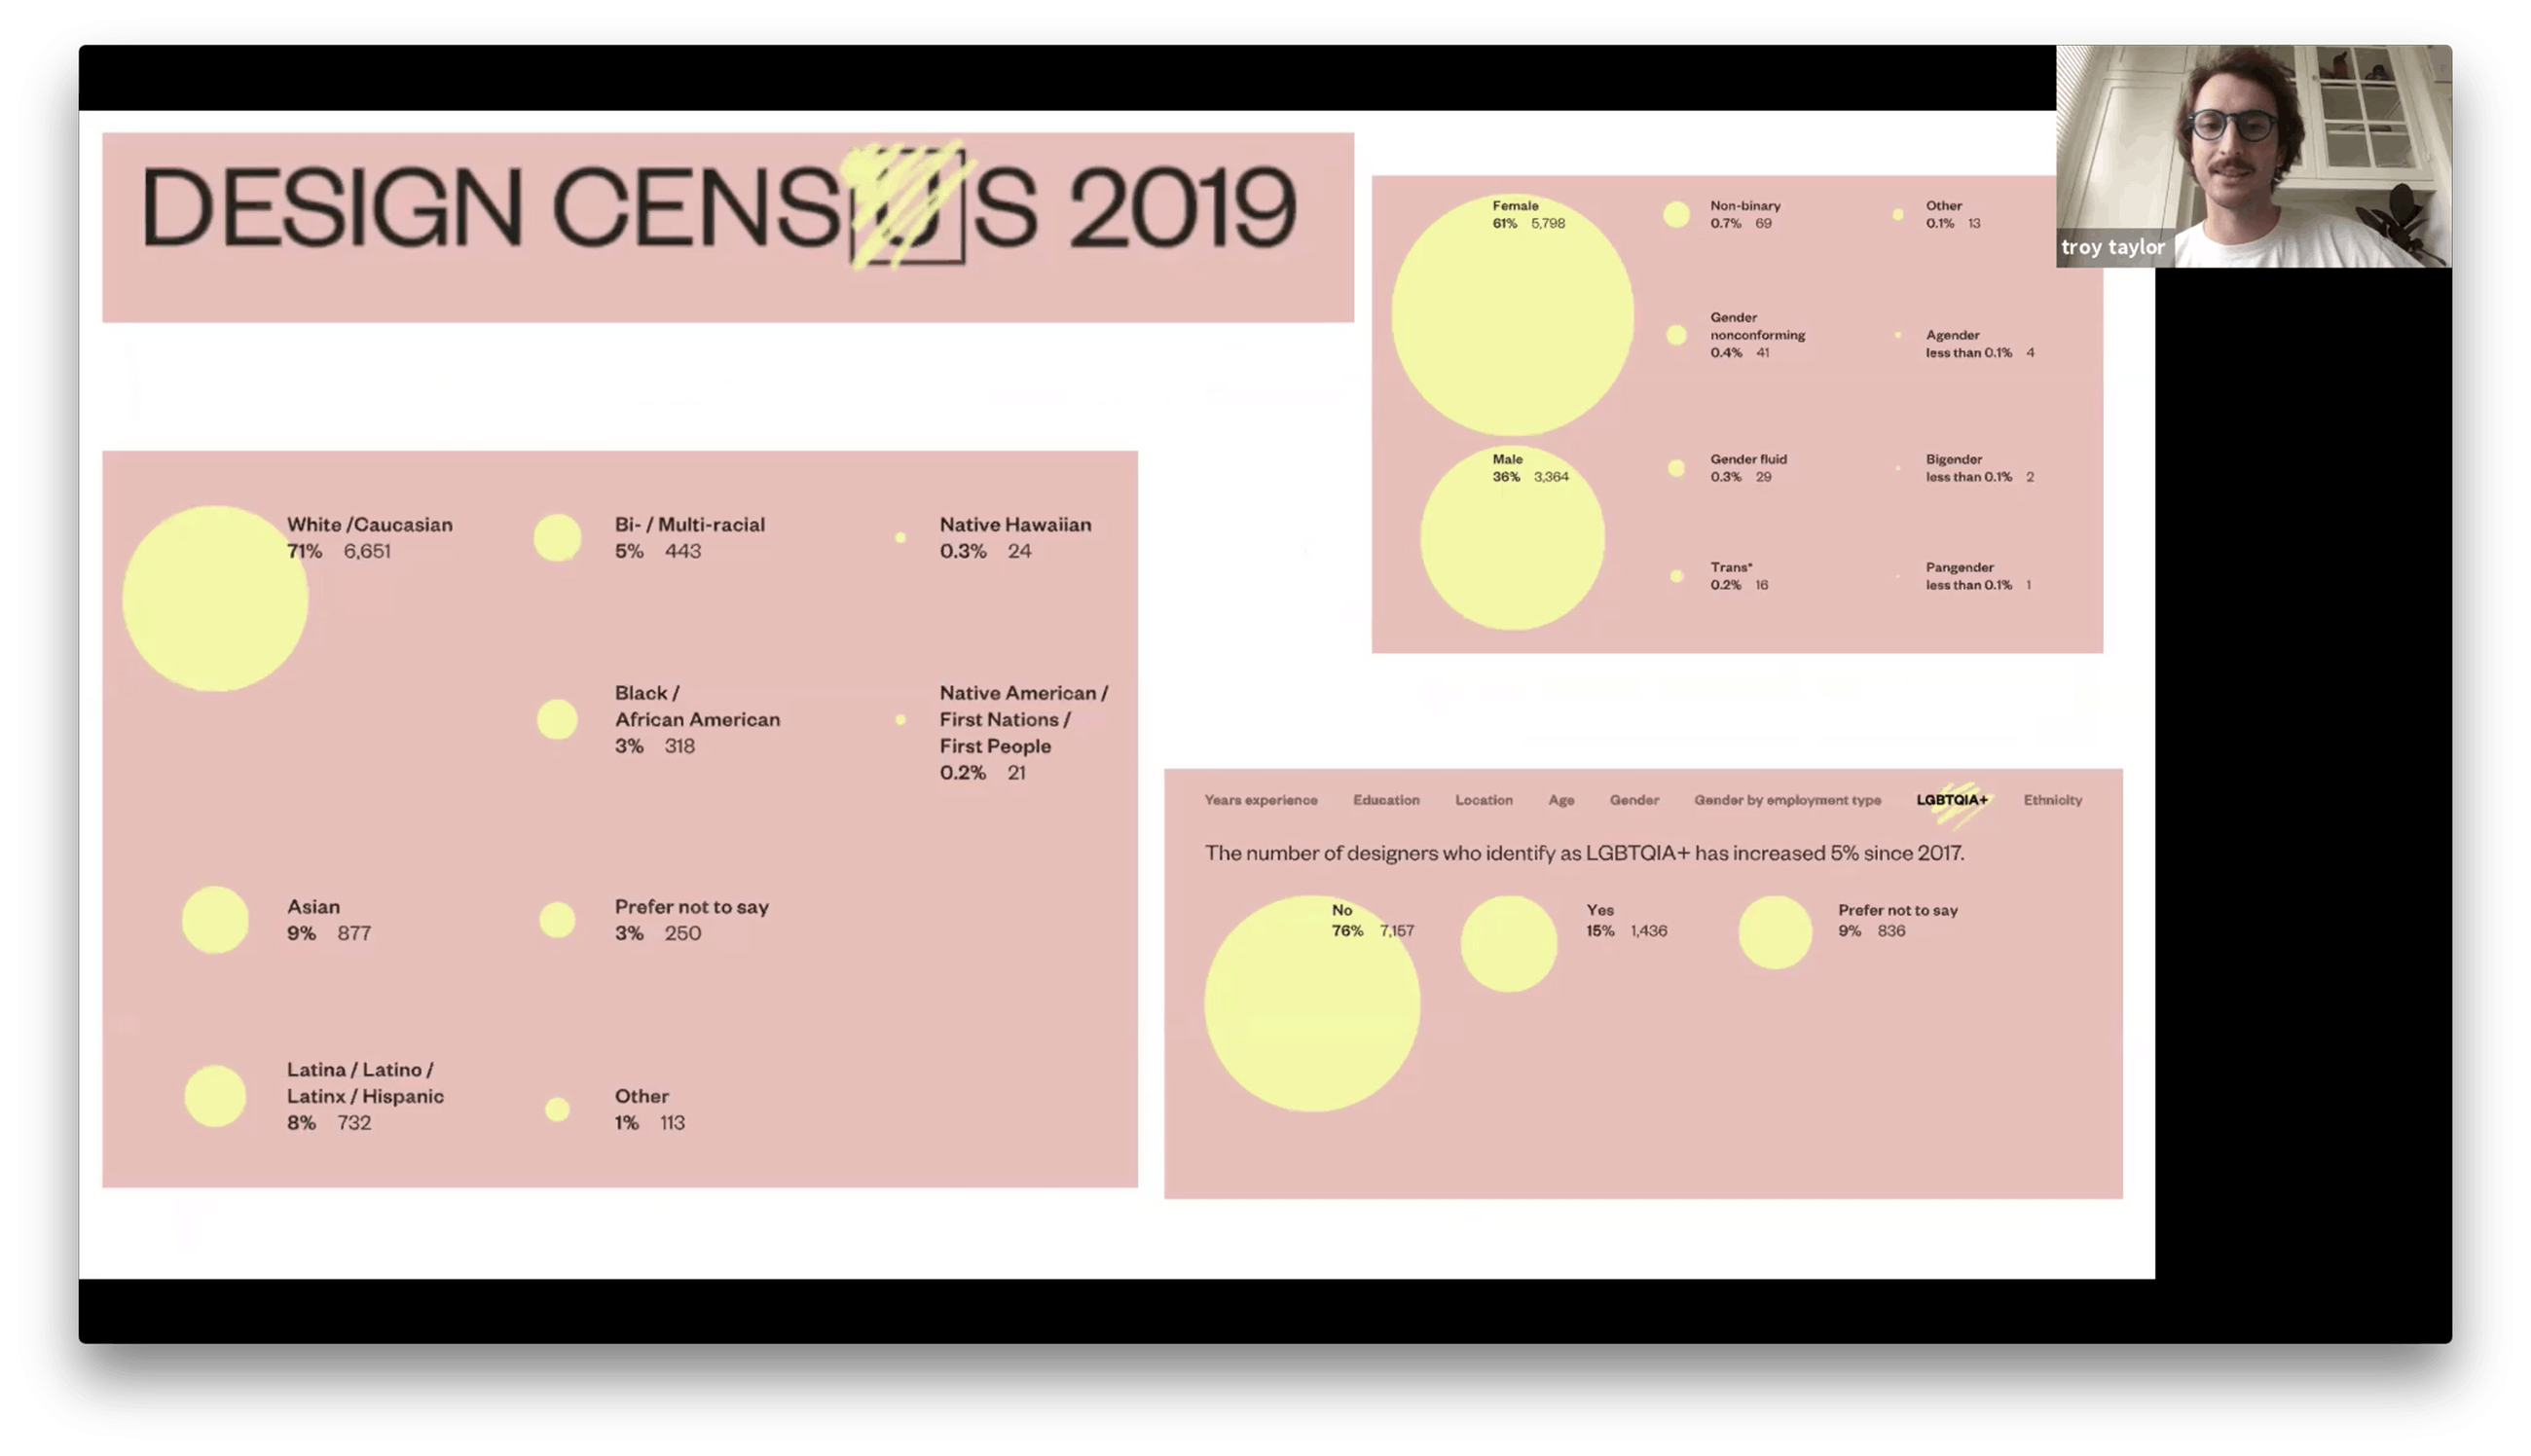 DESIGN CENSUS 2019
troy taylor
Female
61% 5,798
Non-binary
0.7% 69
Other
0.1% 13
Gender
nonconforming
0.4% 41
Agender
less than 0.1% 4
Male
36% 3,364
Gender fluid
0.3% 29
Bigender
less than 0.1% 2
Trans*
0.2% 16
Pangender
less than 0.1% 1
White /Caucasian
71% 6,651
Bi- / Multi-racial
5% 443
Native Hawaiian
0.3% 24
Black /
African American
3% 318
Native American /
First Nations /
First People
0.2% 21
Asian
9% 877
Prefer not to say
3% 250
Latina / Latino /
Latinx / Hispanic
8% 732
Other
1% 113
Years experience Education Location Age Gender Gender by employment type LGBTQIA+ Ethnicity
The number of designers who identify as LGBTQIA+ has increased 5% since 2017.
No
76% 7,157
Yes
15% 1,436
Prefer not to say
9% 836